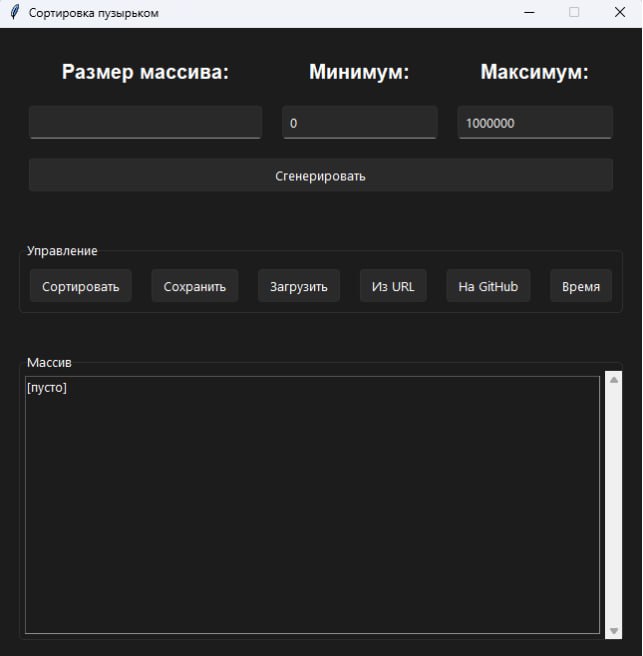 Сортировка пузырьком
Размер массива: Минимум: Максимум:
0 1000000
Сгенерировать
Управление
Сортировать Сохранить Загрузить Из URL На GitHub Время
Массив
[пусто]